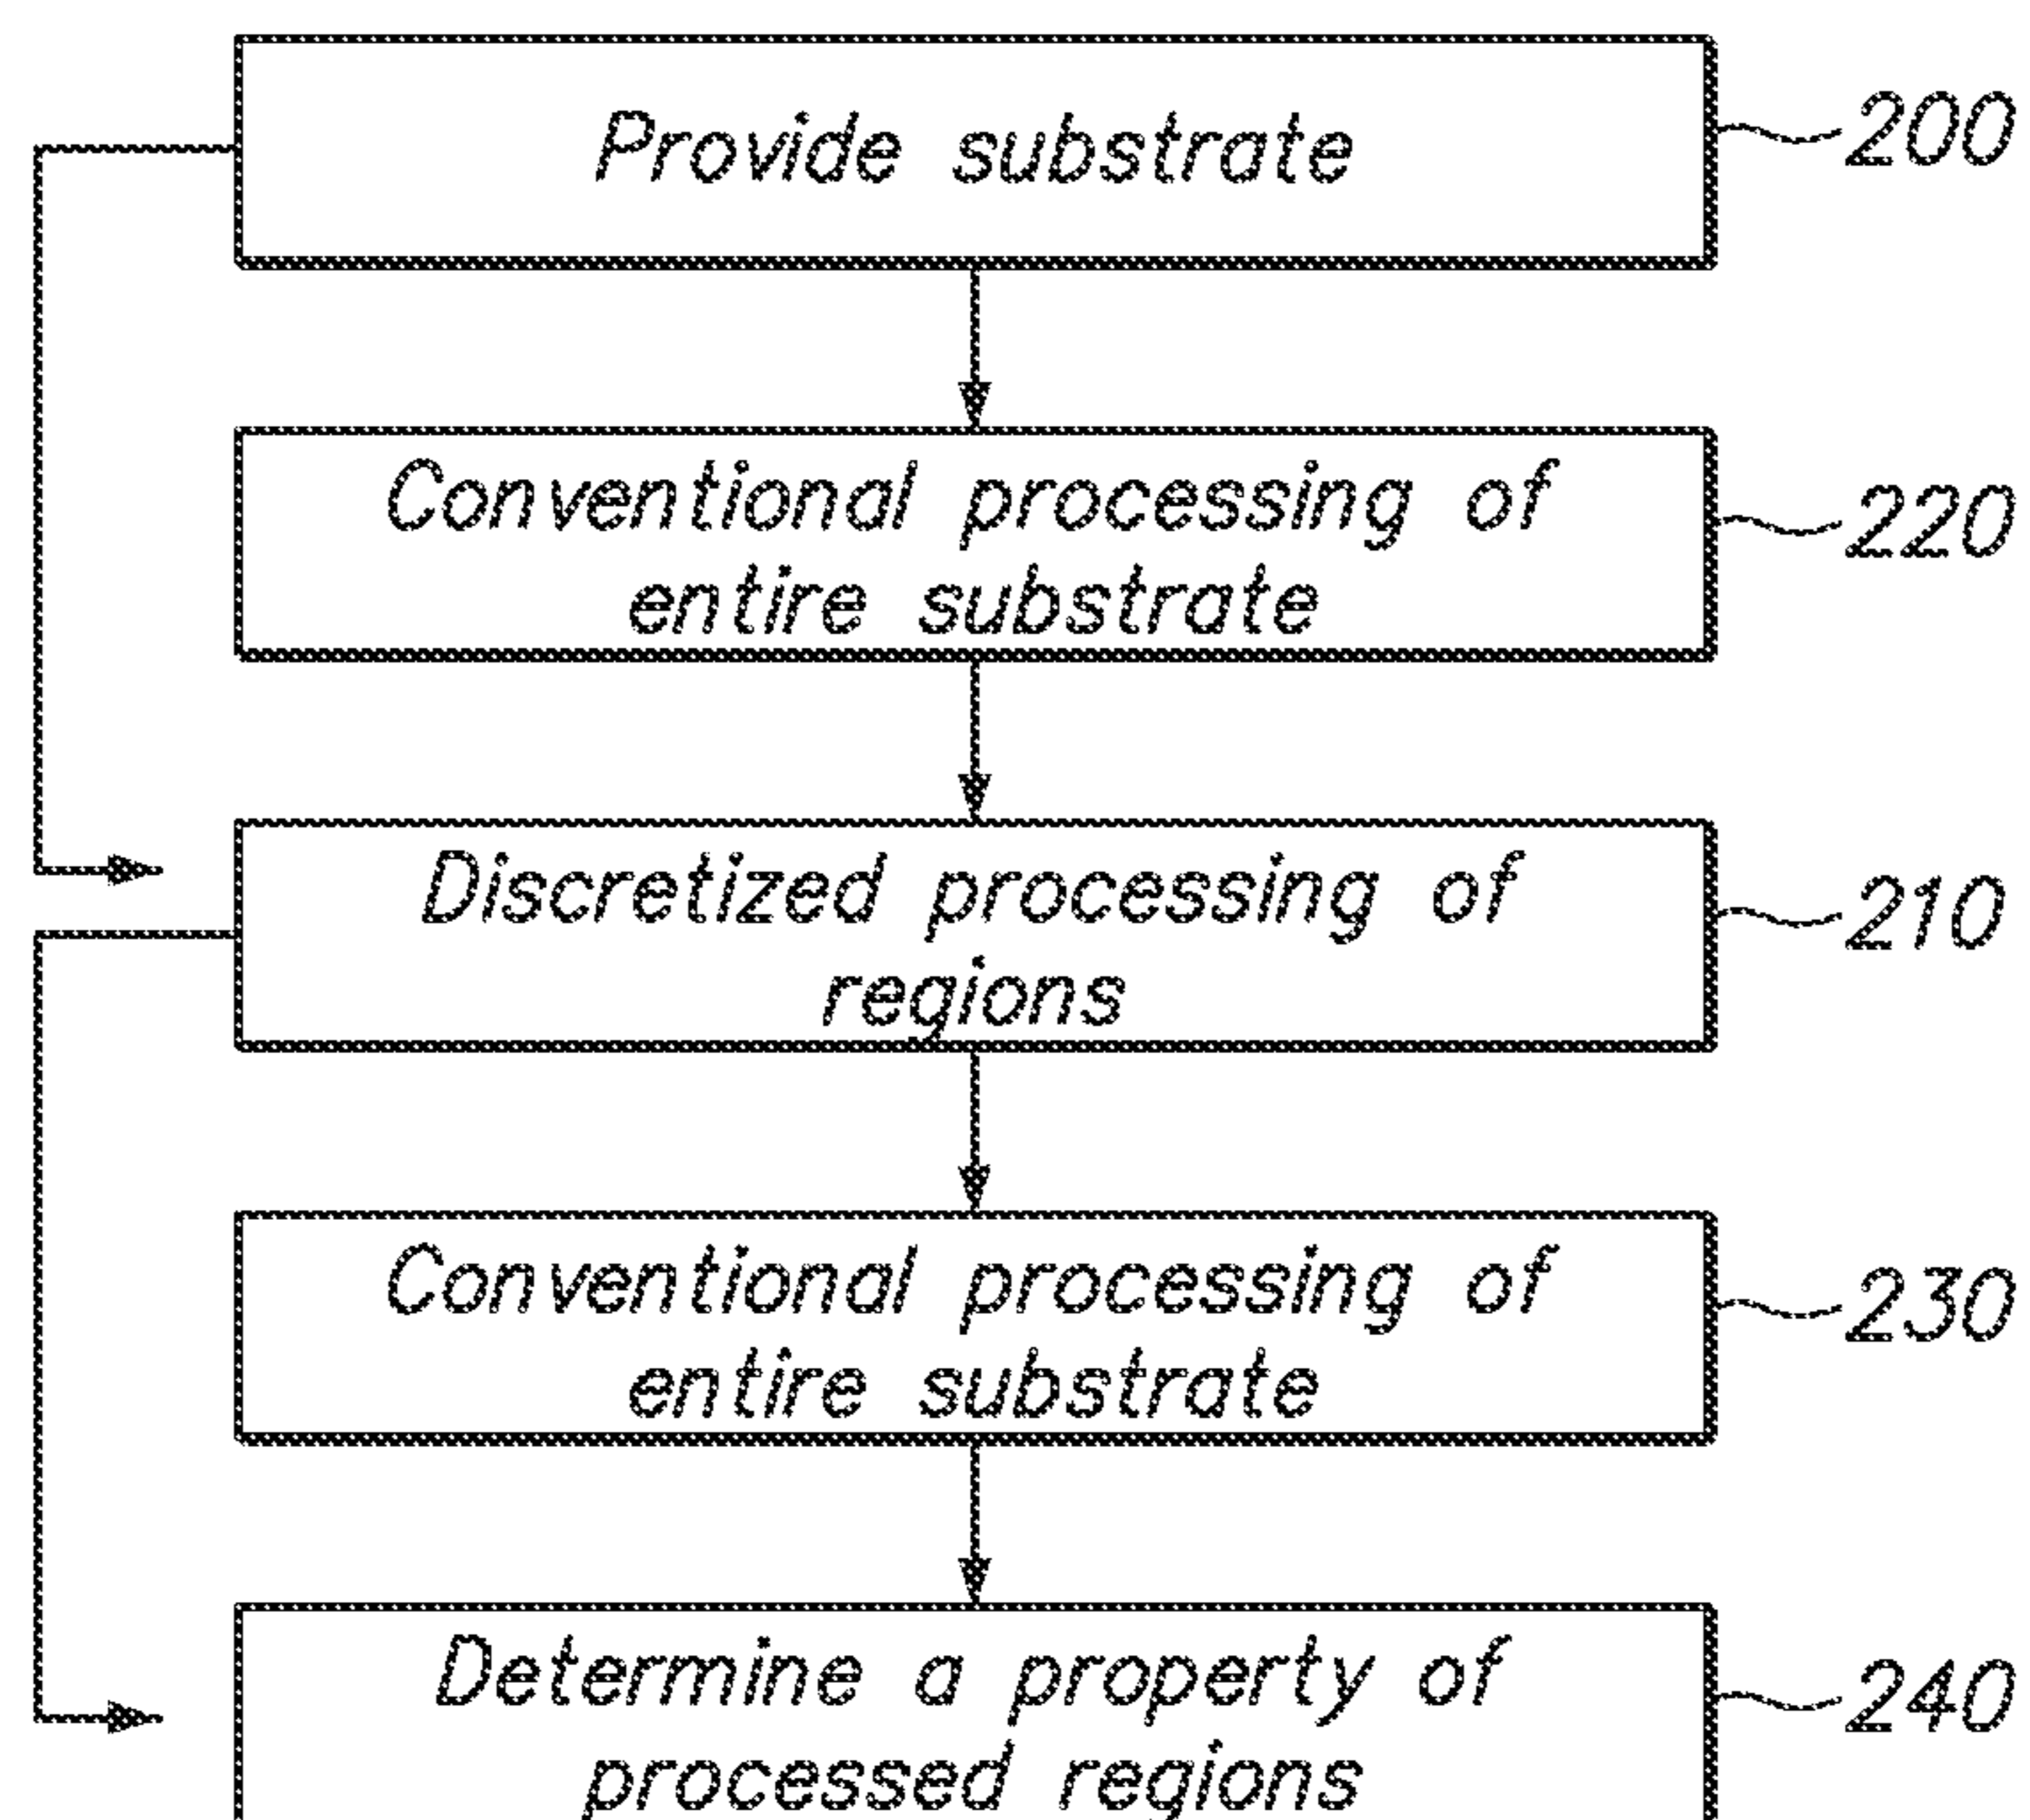 Provide substrate
200
Conventional processing of
entire substrate
220
Discretized processing of
regions
210
Conventional processing of
entire substrate
230
Determine a property of
processed regions
240